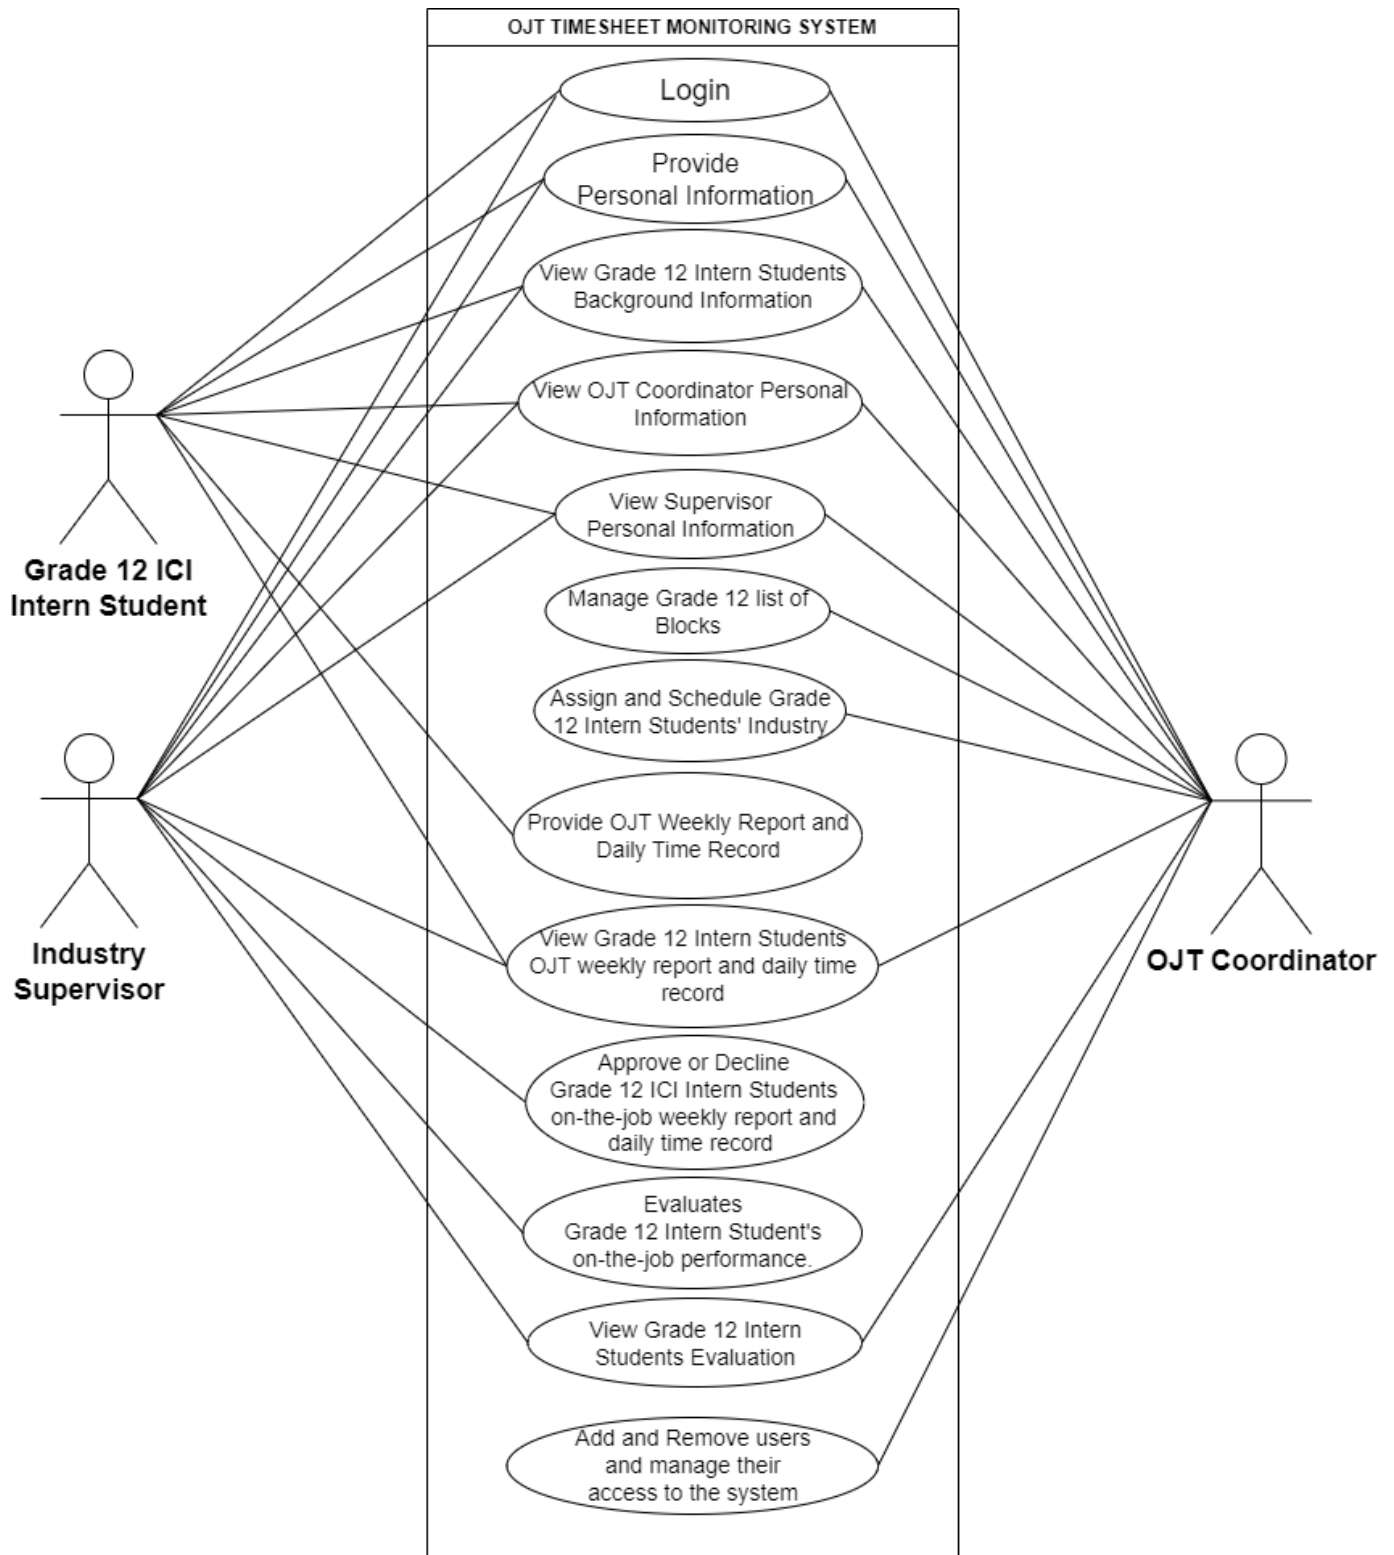 OJT TIMESHEET MONITORING SYSTEM
Login
Provide
Personal Information
View Grade 12 Intern Students
Background Information
View OJT Coordinator Personal
Information
View Supervisor
Personal Information
Manage Grade 12 list of
Blocks
Assign and Schedule Grade
12 Intern Students' Industry
Provide OJT Weekly Report and
Daily Time Record
View Grade 12 Intern Students
OJT weekly report and daily time
record
Approve or Decline
Grade 12 ICI Intern Students
on-the-job weekly report and
daily time record
Evaluates
Grade 12 Intern Student's
on-the-job performance.
View Grade 12 Intern
Students Evaluation
Add and Remove users
and manage their
access to the system
Grade 12 ICI
Intern Student
Industry
Supervisor
OJT Coordinator